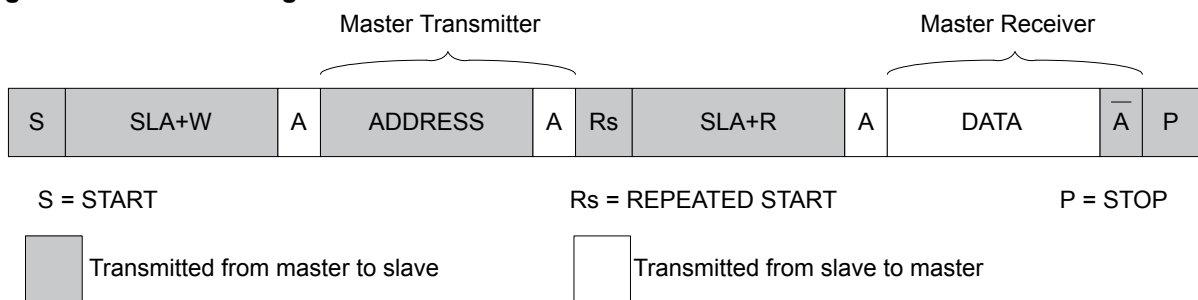 Master Transmitter Master Receiver
S SLA+W A ADDRESS A Rs SLA+R A DATA A̅ P
S = START Rs = REPEATED START P = STOP
Transmitted from master to slave Transmitted from slave to master